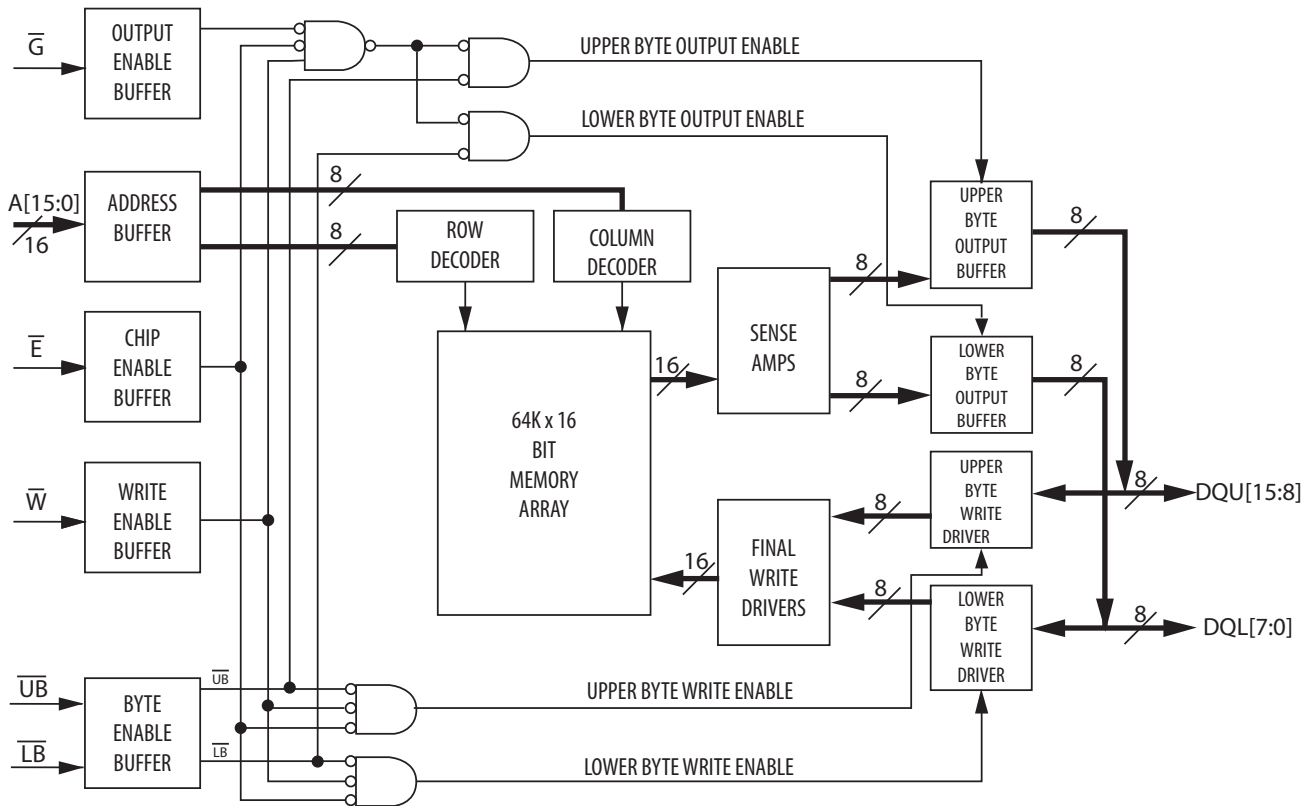 G̅
OUTPUT
ENABLE
BUFFER
UPPER BYTE OUTPUT ENABLE
LOWER BYTE OUTPUT ENABLE
A[15:0]
16
ADDRESS
BUFFER
8
8
ROW
DECODER
COLUMN
DECODER
UPPER
BYTE
OUTPUT
BUFFER
8
E̅
CHIP
ENABLE
BUFFER
64K x 16
BIT
MEMORY
ARRAY
16
SENSE
AMPS
8
8
LOWER
BYTE
OUTPUT
BUFFER
8
W̅
WRITE
ENABLE
BUFFER
16
FINAL
WRITE
DRIVERS
8
8
UPPER
BYTE
WRITE
DRIVER
8
DQU[15:8]
LOWER
BYTE
WRITE
DRIVER
8
DQL[7:0]
U̅B̅
L̅B̅
BYTE
ENABLE
BUFFER
U̅B̅
L̅B̅
UPPER BYTE WRITE ENABLE
LOWER BYTE WRITE ENABLE